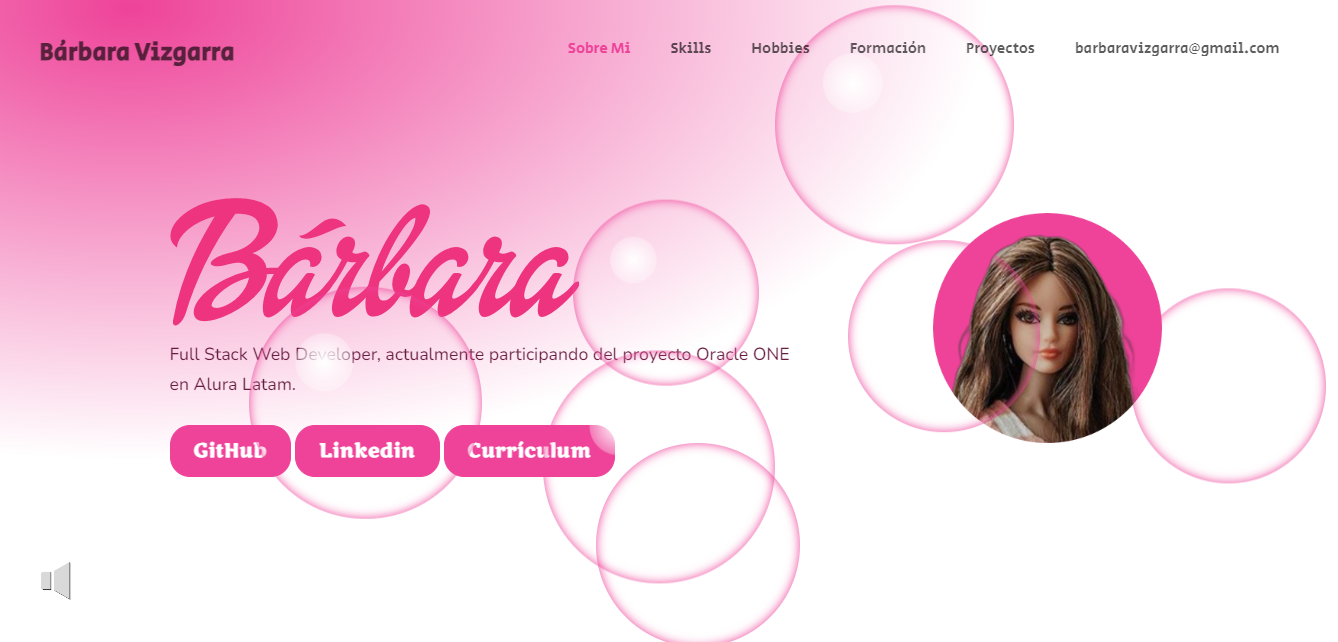 Bárbara Vizgarra
Sobre Mi
Skills
Hobbies
Formación
Proyectos
barbaravizgarra@gmail.com
Bárbara
Full Stack Web Developer, actualmente participando del proyecto Oracle ONE
en Alura Latam.
GitHub
Linkedin
Currículum